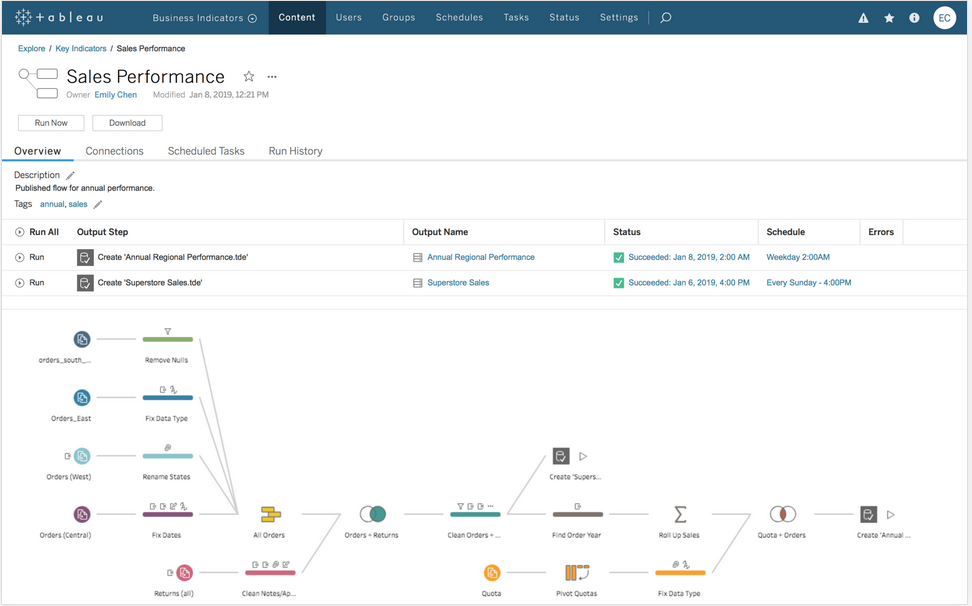 tableau Business Indicators Content Users Groups Schedules Tasks Status Settings EC
Explore / Key Indicators / Sales Performance
Sales Performance
Owner Emily Chen Modified Jan 8, 2019, 12:21 PM
Run Now Download
Overview Connections Scheduled Tasks Run History
Description
Published flow for annual performance.
Tags annual, sales
Run All Output Step Output Name Status Schedule Errors
Run Create 'Annual Regional Performance.tde' Annual Regional Performance Succeeded: Jan 8, 2019, 2:00 AM Weekday 2:00AM
Run Create 'Superstore Sales.tde' Superstore Sales Succeeded: Jan 6, 2019, 4:00 PM Every Sunday - 4:00PM
orders_south_... Remove Nulls
Orders_East Fix Data Type
Orders (West) Rename States Create 'Supers...
Orders (Central) Fix Dates All Orders Orders + Returns Clean Orders + ... Find Order Year Roll Up Sales Quota + Orders Create 'Annual ...
Returns (all) Clean Notes/Ap... Quota Pivot Quotas Fix Data Type